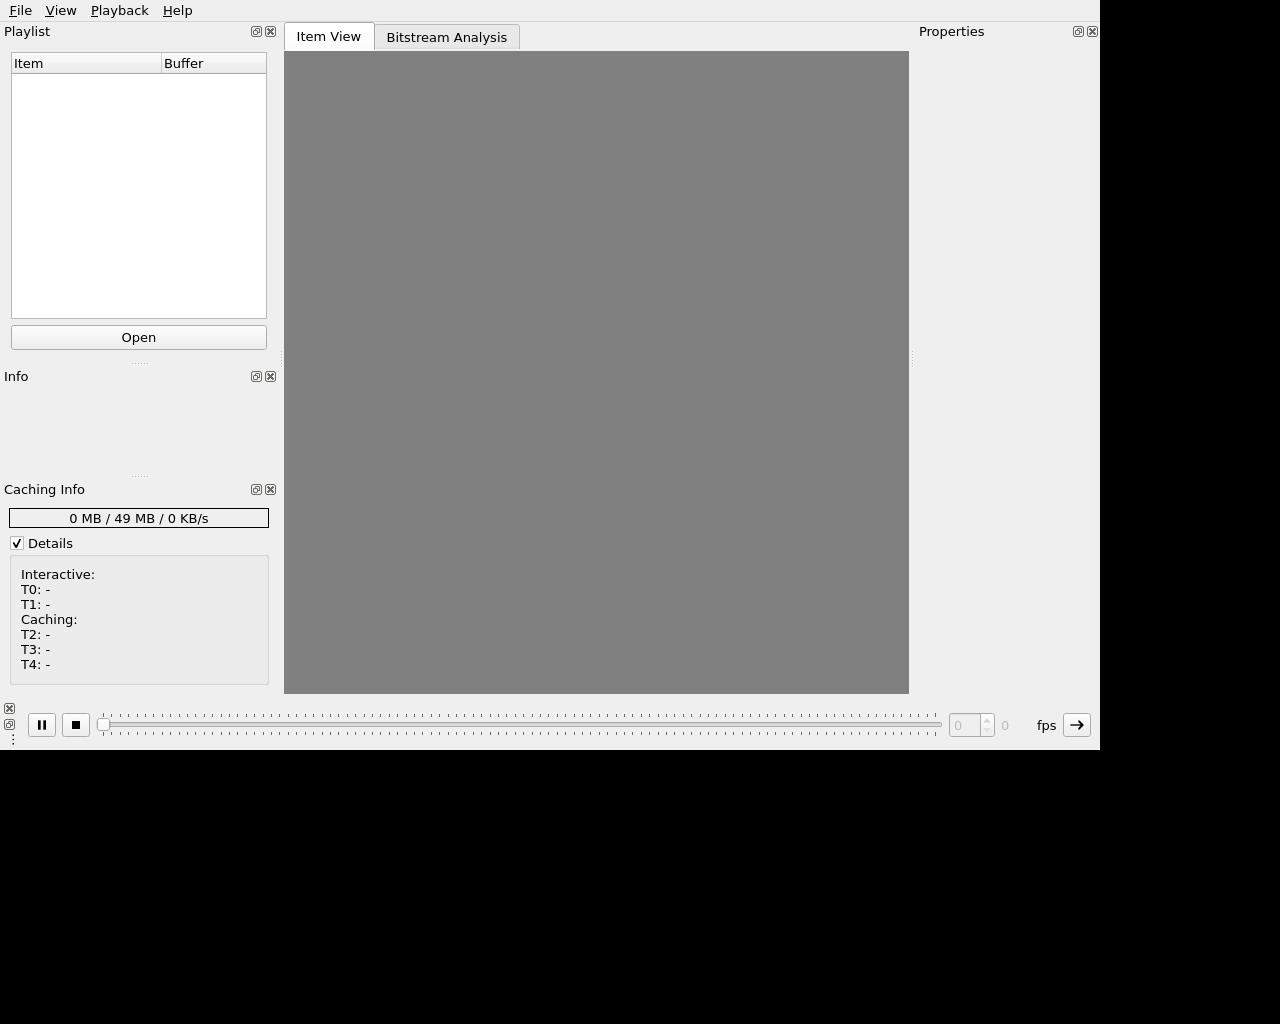 File View Playback Help
Playlist
Item Buffer
Open
Info
Caching Info
0 MB / 49 MB / 0 KB/s
Details
Interactive:
T0: -
T1: -
Caching:
T2: -
T3: -
T4: -
Item View Bitstream Analysis
Properties
0 0 fps